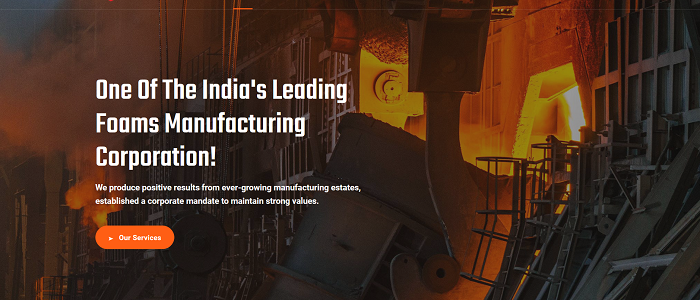 One Of The India's Leading
Foams Manufacturing
Corporation!
We produce positive results from ever-growing manufacturing estates,
established a corporate mandate to maintain strong values.
Our Services